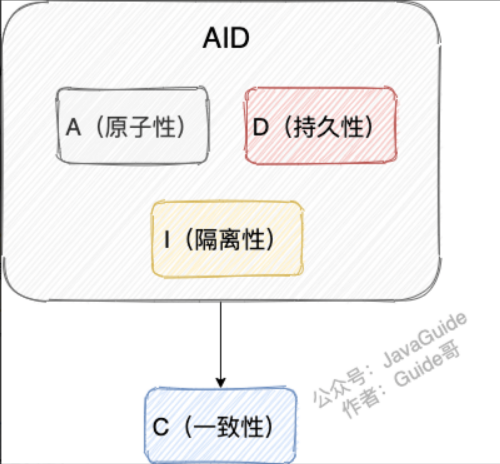 AID
A（原子性）
D（持久性）
I（隔离性）
C（一致性）
公众号：JavaGuide
作者：Guide哥